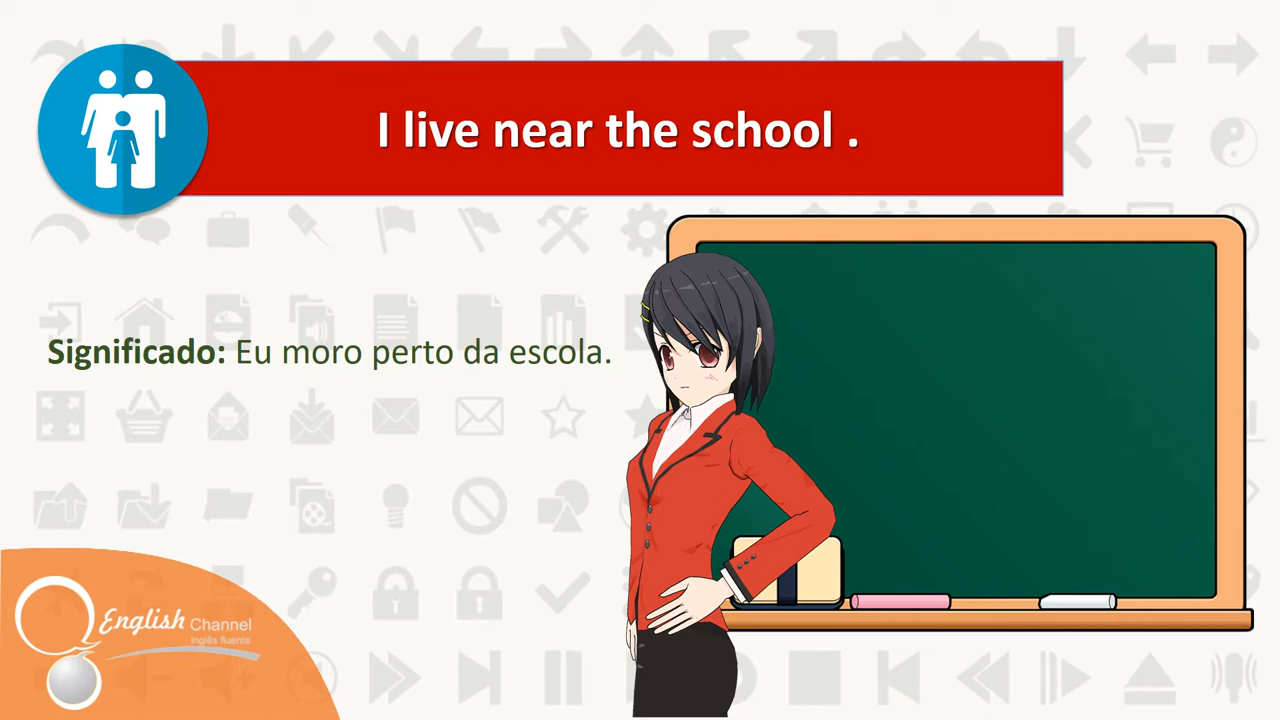 I live near the school .
Significado: Eu moro perto da escola.
English Channel
inglês fluente